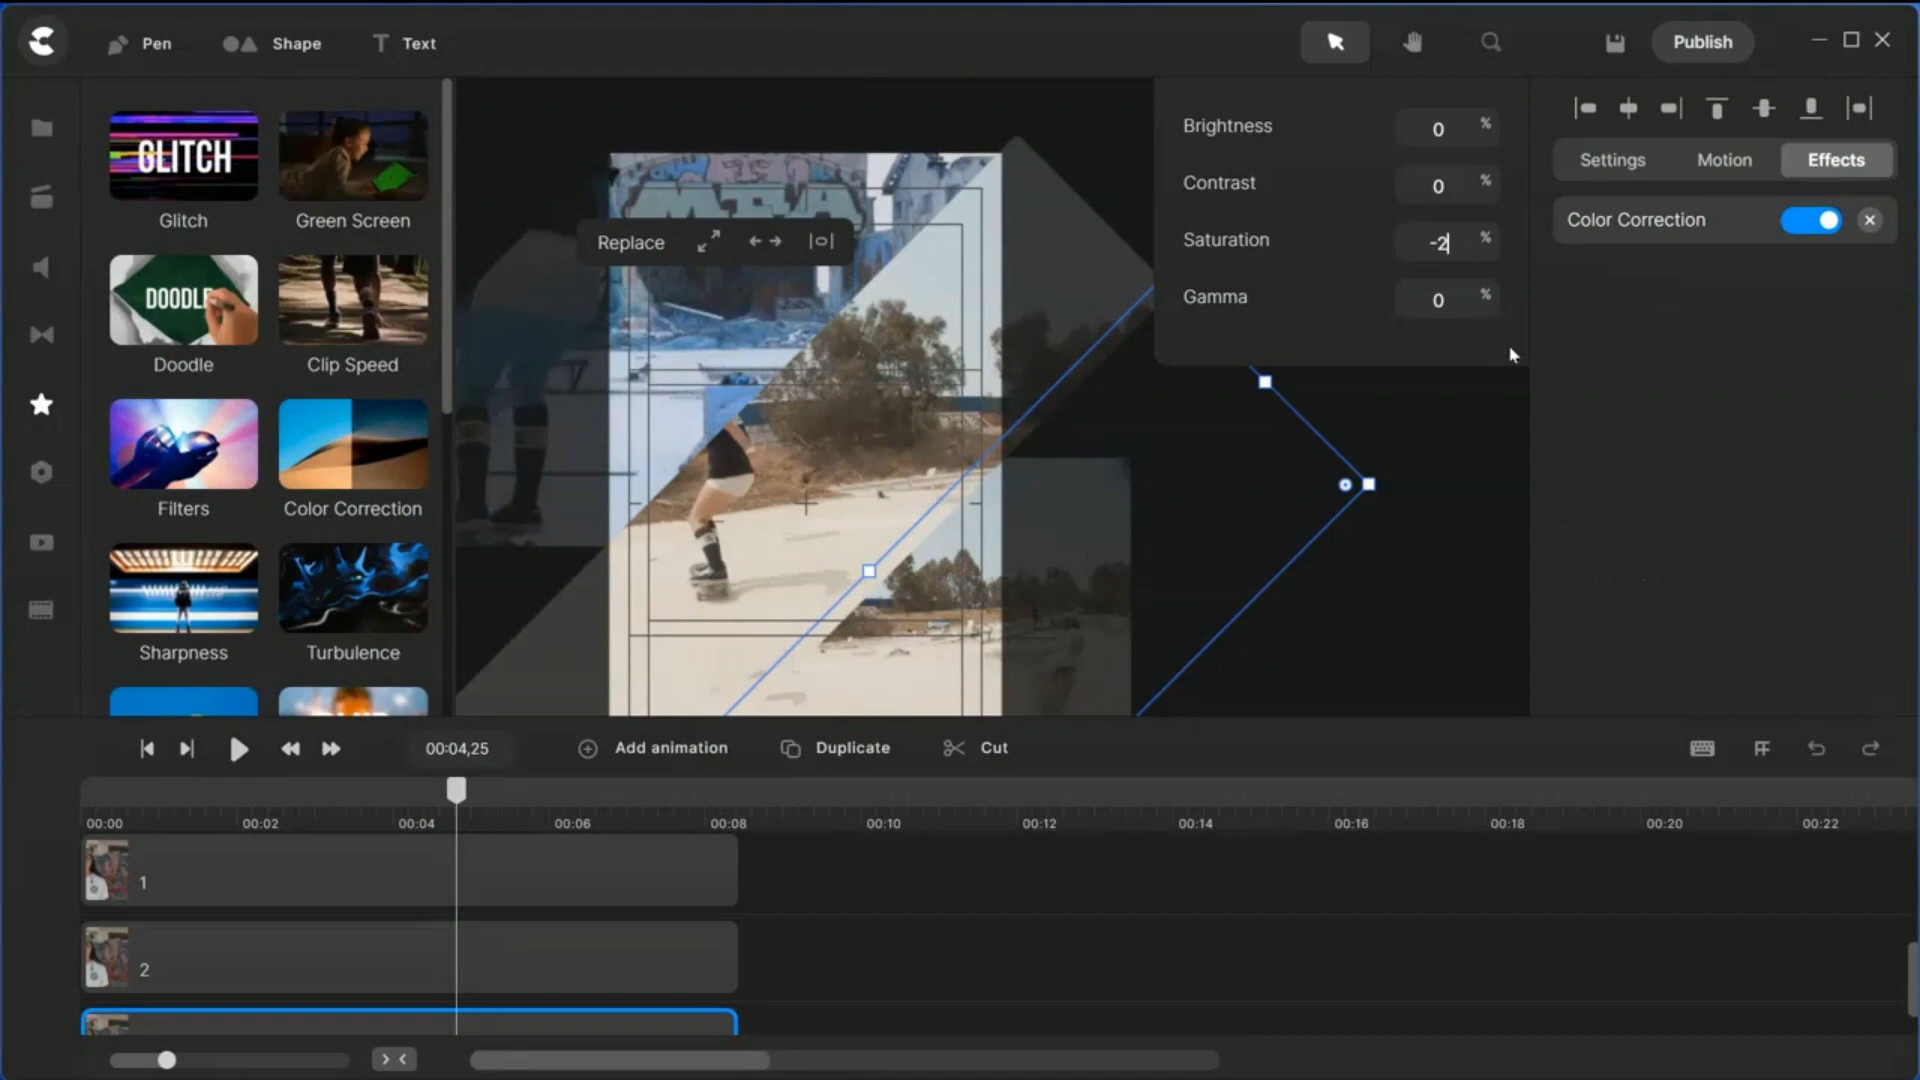 Pen
Shape
Text
Publish
GLITCH
Glitch
Green Screen
DOODLE
Doodle
Clip Speed
Filters
Color Correction
Sharpness
Turbulence
Replace
Brightness 0 %
Contrast 0 %
Saturation -2 %
Gamma 0 %
Settings Motion Effects
Color Correction
00:04,25
Add animation
Duplicate
Cut
00:00 00:02 00:04 00:06 00:08 00:10 00:12 00:14 00:16 00:18 00:20 00:22
1
2